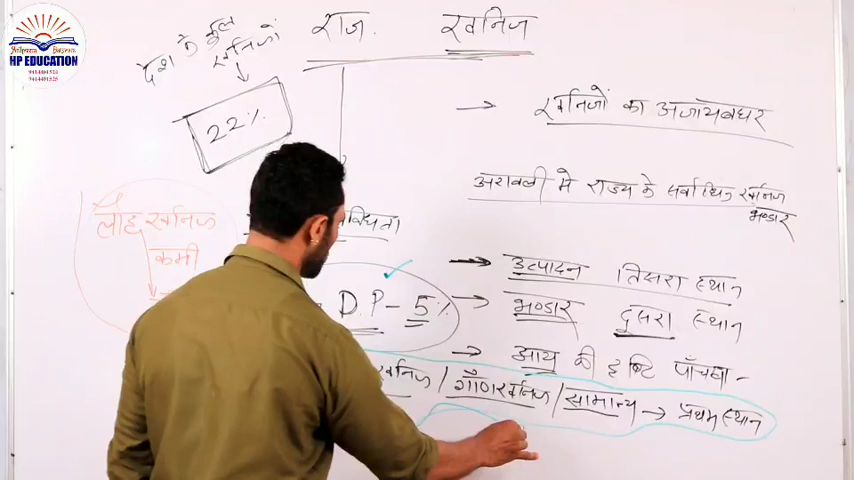 HP EDUCATION
देश के कुल
खनिजों
22%
राज. खनिज
→ खनिजों का अजायबघर
अरावली मे राज्य के सर्वाधिक खनिज
भण्डार
लौह खनिज
कमी
D.P - 5%
→ उत्पादन तिसरा स्थान
→ भण्डार दुसरा स्थान
→ आय की दृष्टि पाँचवा -
/ गौण खनिज / सामान्य → प्रथम स्थान